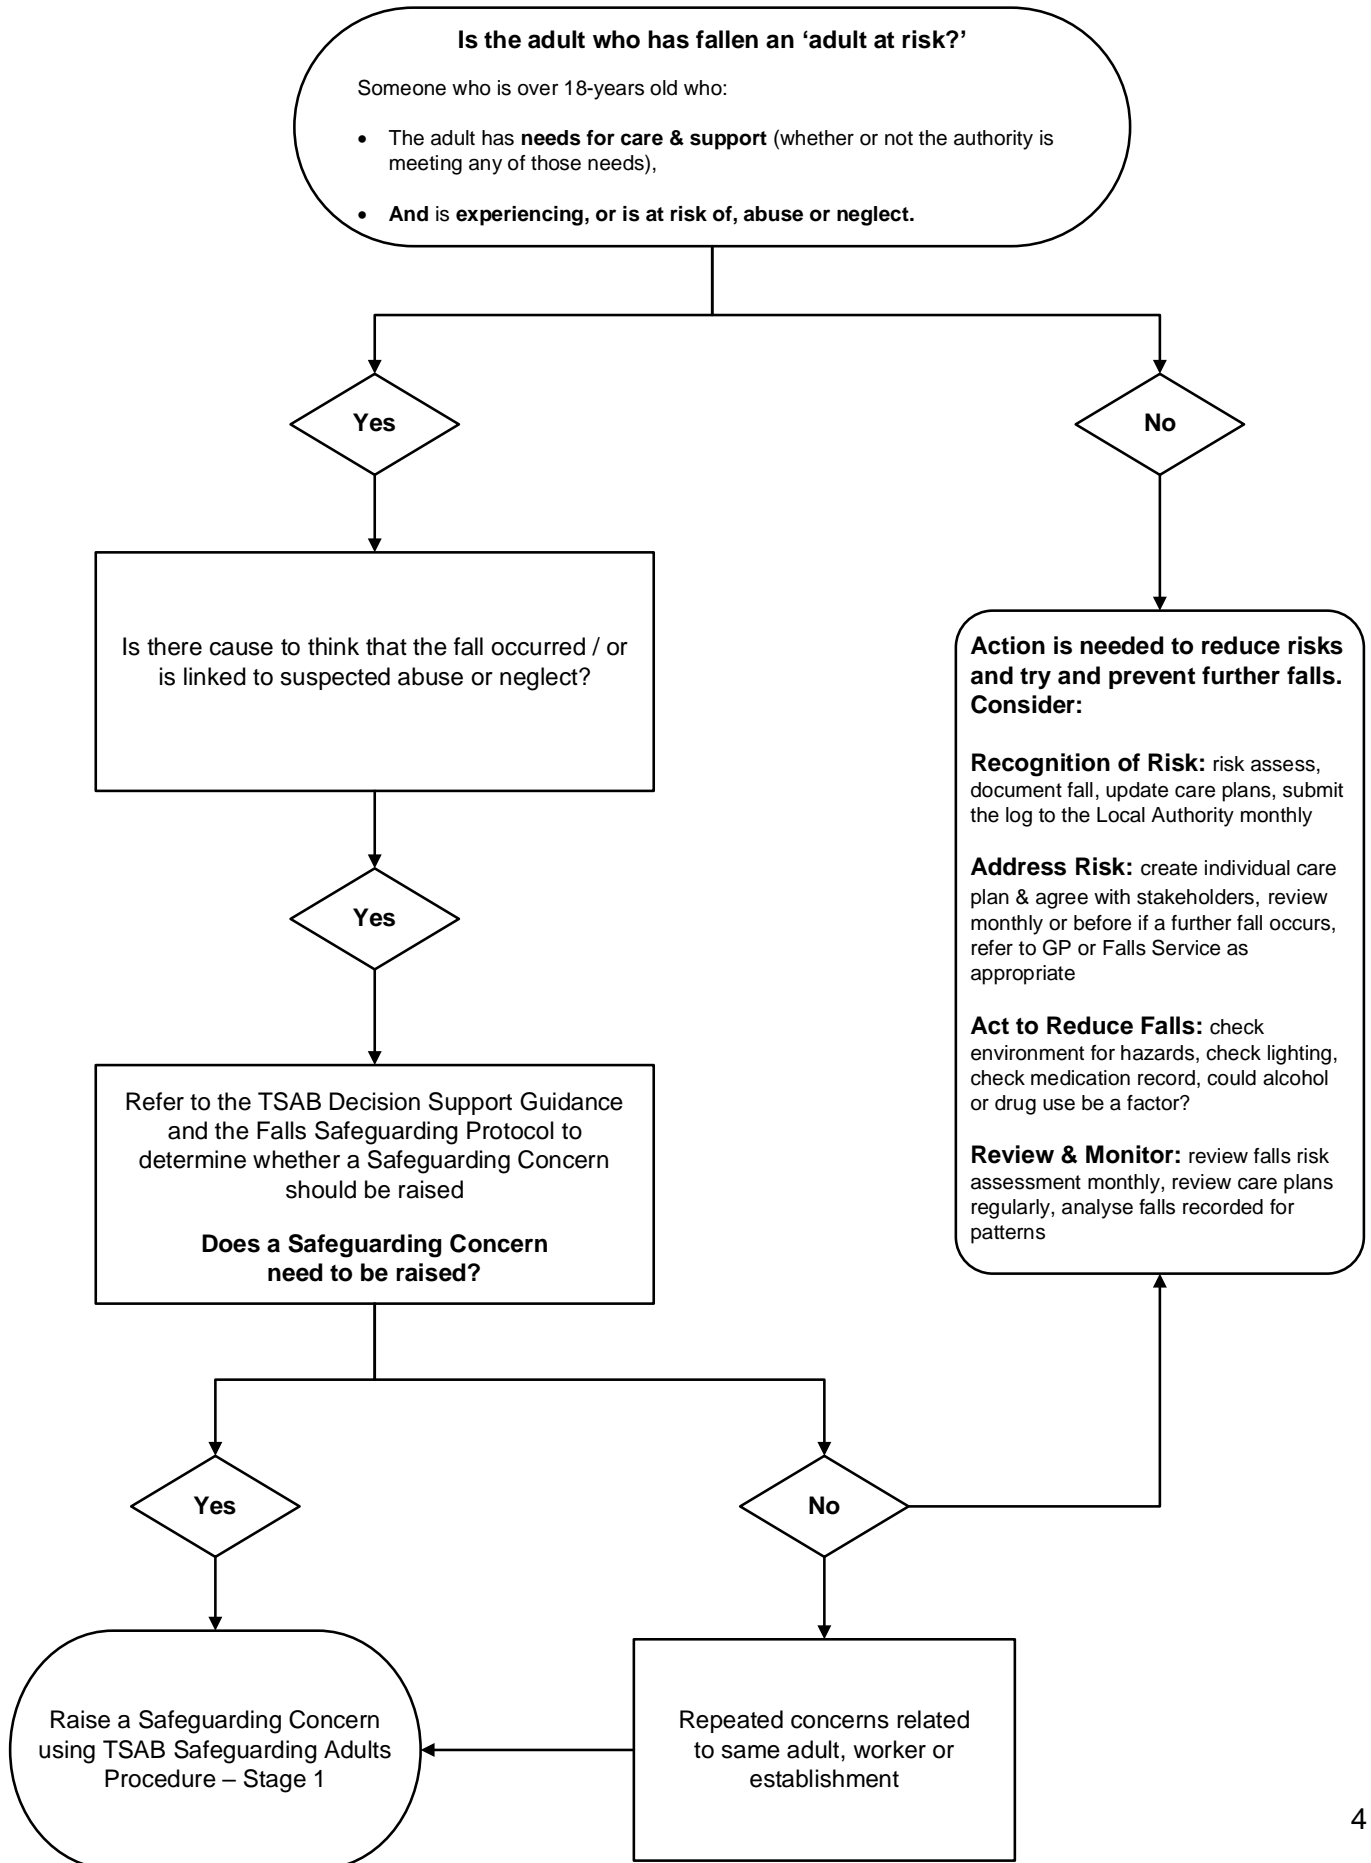 Is the adult who has fallen an ‘adult at risk?’
Someone who is over 18-years old who:
• The adult has needs for care & support (whether or not the authority is
meeting any of those needs),
• And is experiencing, or is at risk of, abuse or neglect.
Yes
No
Is there cause to think that the fall occurred / or
is linked to suspected abuse or neglect?
Action is needed to reduce risks
and try and prevent further falls.
Consider:
Recognition of Risk: risk assess,
document fall, update care plans, submit
the log to the Local Authority monthly
Address Risk: create individual care
plan & agree with stakeholders, review
monthly or before if a further fall occurs,
refer to GP or Falls Service as
appropriate
Act to Reduce Falls: check
environment for hazards, check lighting,
check medication record, could alcohol
or drug use be a factor?
Review & Monitor: review falls risk
assessment monthly, review care plans
regularly, analyse falls recorded for
patterns
Yes
Refer to the TSAB Decision Support Guidance
and the Falls Safeguarding Protocol to
determine whether a Safeguarding Concern
should be raised
Does a Safeguarding Concern
need to be raised?
Yes
No
Raise a Safeguarding Concern
using TSAB Safeguarding Adults
Procedure – Stage 1
Repeated concerns related
to same adult, worker or
establishment
4